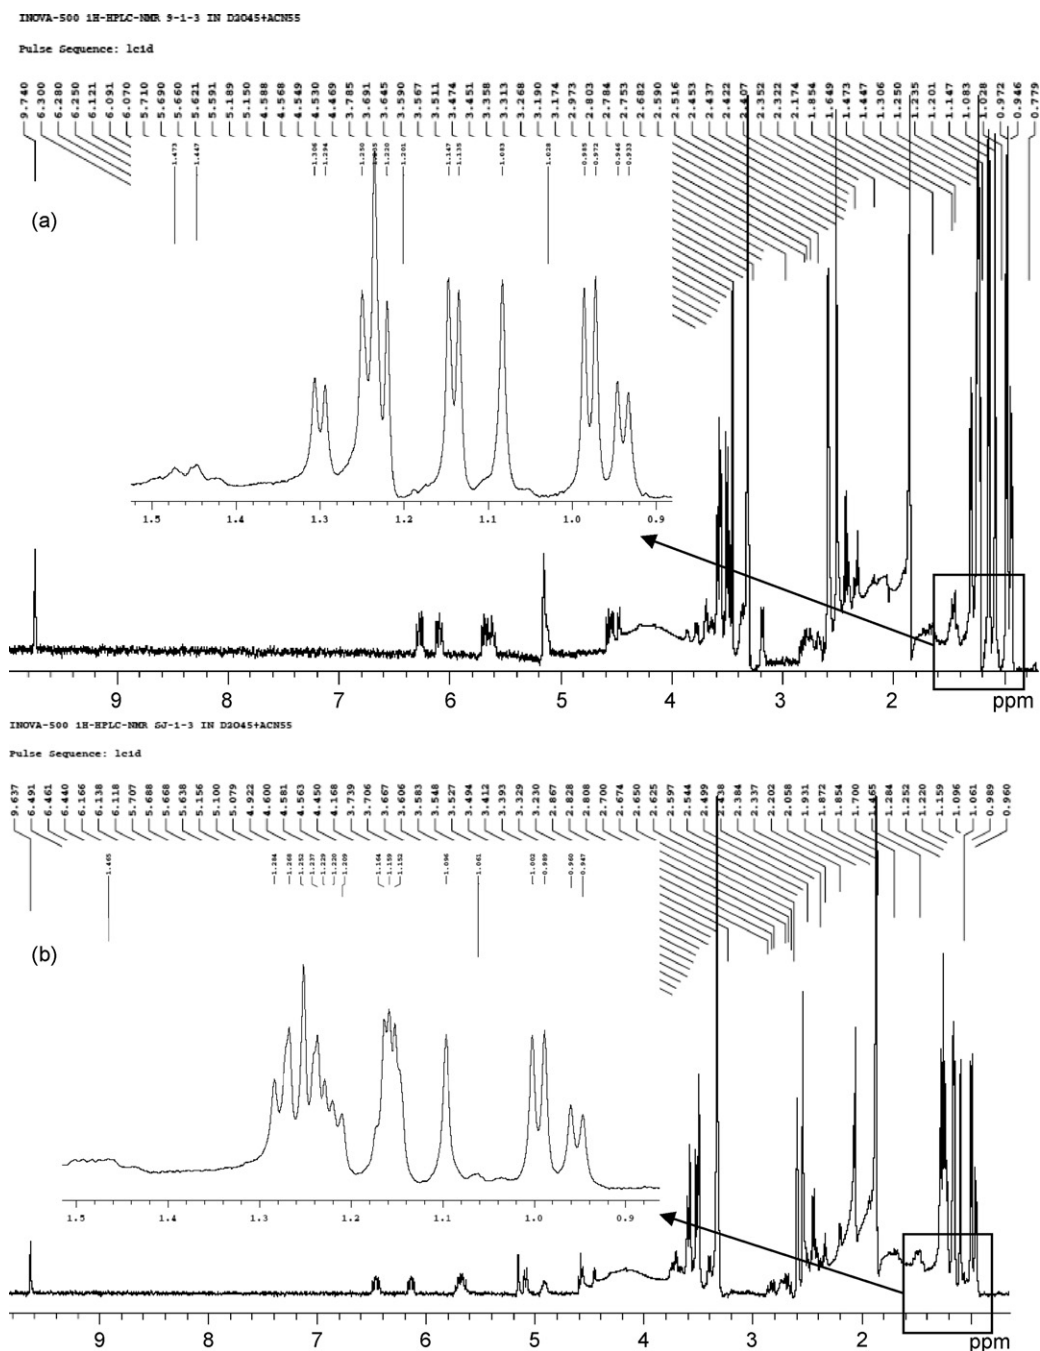 INOVA-500 1H-HPLC-NMR 9-1-3 IN D2O45+ACN55
Pulse Sequence: lc1d
9.740 6.300 6.280 6.250 6.121 6.091 6.070 5.710 5.690 5.660 5.621 5.591 5.189 5.150 4.588 4.568 4.549 4.530 4.469 3.785 3.691 3.645 3.590 3.567 3.511 3.474 3.451 3.358 3.313 3.268 3.190 3.174 2.973 2.803 2.784 2.753 2.682 2.590 2.516 2.453 2.437 2.422 2.407 2.352 2.322 2.174 1.854 1.649 1.473 1.447 1.306 1.250 1.235 1.201 1.147 1.083 1.028 0.972 0.946 0.779
1.473 1.447 1.306 1.294 1.250 1.220 1.201 1.147 1.135 1.083 1.028 0.985 0.972 0.946 0.933
(a)
1.5 1.4 1.3 1.2 1.1 1.0 0.9
9 8 7 6 5 4 3 2 ppm
INOVA-500 1H-HPLC-NMR SJ-1-3 IN D2O45+ACN55
Pulse Sequence: lc1d
9.637 6.491 6.461 6.440 6.166 6.138 6.118 5.707 5.688 5.668 5.638 5.156 5.100 5.079 4.922 4.600 4.581 4.563 4.450 4.168 4.193 3.739 3.706 3.667 3.606 3.583 3.548 3.527 3.494 3.412 3.393 3.329 3.230 2.867 2.828 2.808 2.700 2.674 2.650 2.625 2.597 2.544 2.499 2.438 2.384 2.337 2.202 2.058 1.931 1.872 1.854 1.700 1.465 1.284 1.252 1.220 1.159 1.096 1.061 0.989 0.960
1.465 1.284 1.268 1.252 1.237 1.229 1.220 1.209 1.164 1.159 1.152 1.096 1.061 1.002 0.989 0.960 0.947
(b)
1.5 1.4 1.3 1.2 1.1 1.0 0.9
9 8 7 6 5 4 3 2 ppm